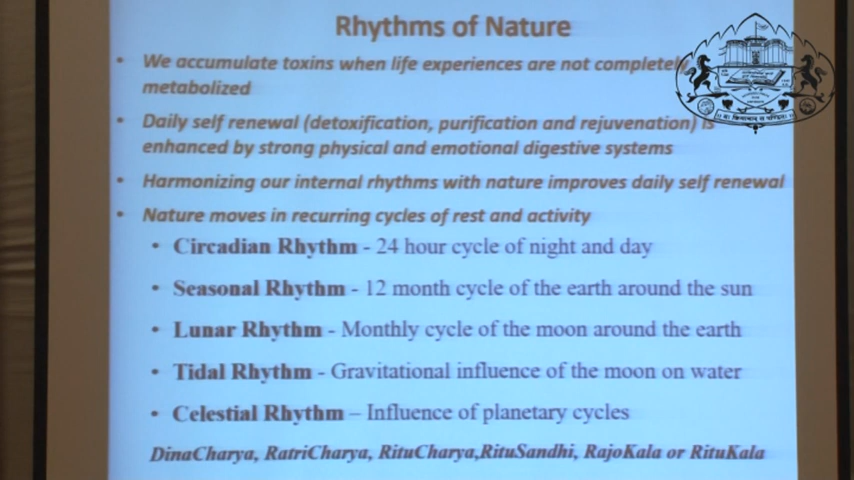 Rhythms of Nature
• We accumulate toxins when life experiences are not completely
metabolized
• Daily self renewal (detoxification, purification and rejuvenation) is
enhanced by strong physical and emotional digestive systems
• Harmonizing our internal rhythms with nature improves daily self renewal
• Nature moves in recurring cycles of rest and activity
• Circadian Rhythm - 24 hour cycle of night and day
• Seasonal Rhythm - 12 month cycle of the earth around the sun
• Lunar Rhythm - Monthly cycle of the moon around the earth
• Tidal Rhythm - Gravitational influence of the moon on water
• Celestial Rhythm – Influence of planetary cycles
DinaCharya, RatriCharya, RituCharya,RituSandhi, RajoKala or RituKala